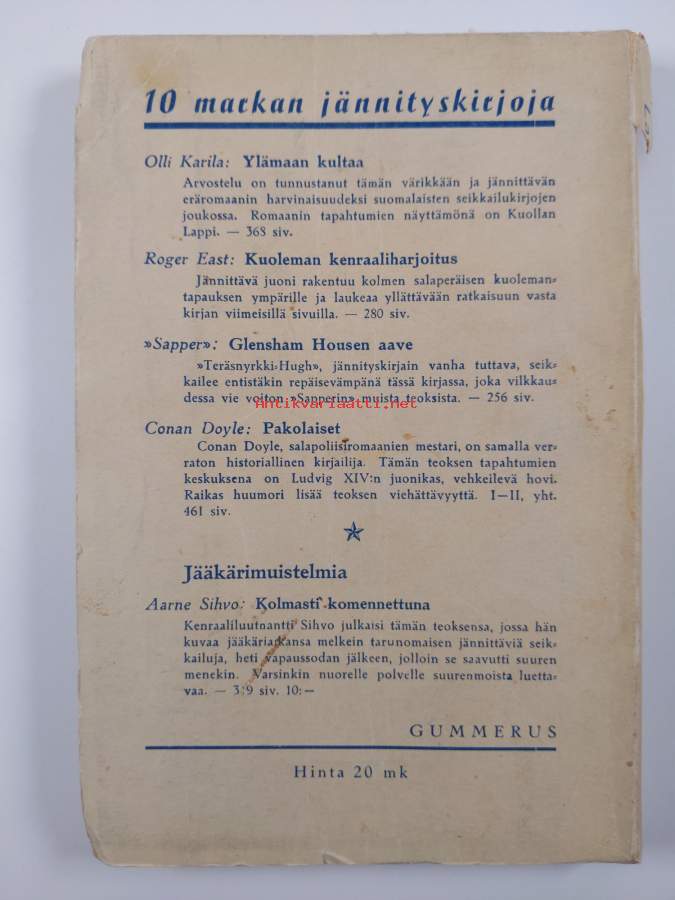 10 markan jännityskirjoja
Olli Karila: Ylämaan kultaa
Arvostelu on tunnustanut tämän värikkään ja jännittävän
eräromaanin harvinaisuudeksi suomalaisten seikkailukirjojen
joukossa. Romaanin tapahtumien näyttämönä on Kuollan
Lappi. — 368 siv.
Roger East: Kuoleman kenraaliharjoitus
Jännittävä juoni rakentuu kolmen salaperäisen kuoleman-
tapauksen ympärille ja laukeaa yllättävään ratkaisuun vasta
kirjan viimeisillä sivuilla. — 280 siv.
»Sapper»: Glensham Housen aave
»Teräsnyrkki-Hugh», jännityskirjain vanha tuttava, seik-
kailee entistäkin repäisevämpänä tässä kirjassa, joka vilkkau-
dessa vie voiton »Sapperin» muista teoksista. — 256 siv.
Antikvariaatti.net
Conan Doyle: Pakolaiset
Conan Doyle, salapoliisiromaanien mestari, on samalla ver-
raton historiallinen kirjailija. Tämän teoksen tapahtumien
keskuksena on Ludvig XIV:n juonikas, vehkeilevä hovi.
Raikas huumori lisää teoksen viehättävyyttä. I—II, yht.
461 siv.
Jääkärimuistelmia
Aarne Sihvo: Kolmasti komennettuna
Kenraaliluutnantti Sihvo julkaisi tämän teoksensa, jossa hän
kuvaa jääkäriaikansa melkein tarunomaisen jännittäviä seik-
kailuja, heti vapaussodan jälkeen, jolloin se saavutti suuren
menekin. Varsinkin nuorelle polvelle suurenmoista luetta-
vaa. — 319 siv. 10:—
GUMMERUS
Hinta 20 mk